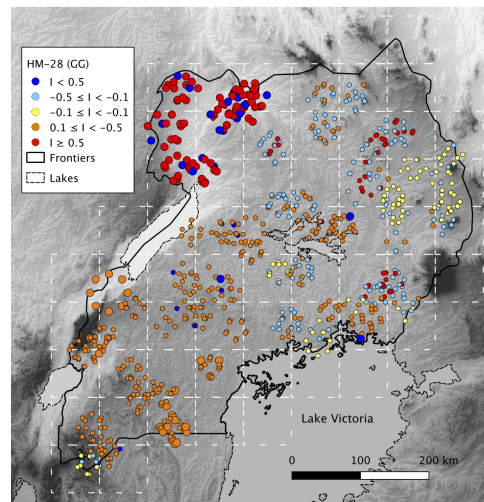 HM-28 (GG)
I < 0.5
-0.5 ≤ I < -0.1
-0.1 ≤ I < -0.1
0.1 ≤ I < -0.5
I ≥ 0.5
Frontiers
Lakes
Lake Victoria
0 100 200 km